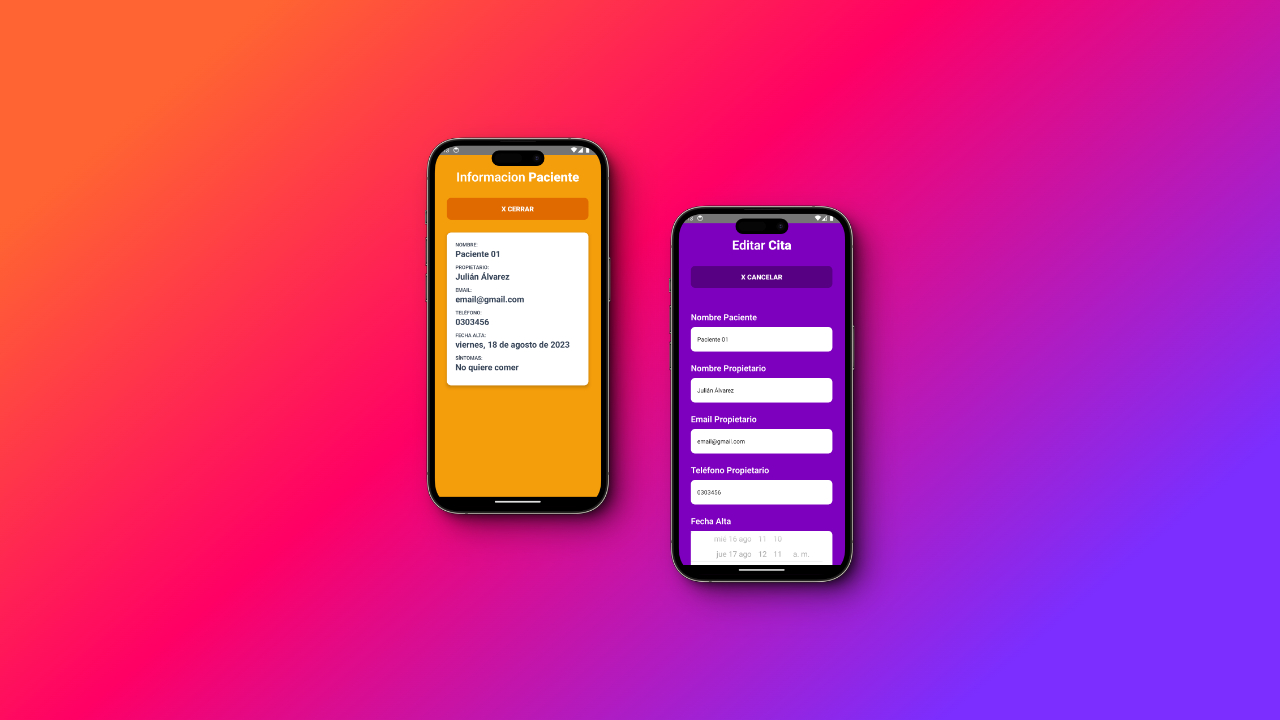 Informacion Paciente
X CERRAR
NOMBRE:
Paciente 01
PROPIETARIO:
Julián Álvarez
EMAIL:
email@gmail.com
TELÉFONO:
0303456
FECHA ALTA:
viernes, 18 de agosto de 2023
SÍNTOMAS:
No quiere comer
Editar Cita
X CANCELAR
Nombre Paciente
Paciente 01
Nombre Propietario
Julián Álvarez
Email Propietario
email@gmail.com
Teléfono Propietario
0303456
Fecha Alta
mié 16 ago 11 10
jue 17 ago 12 11 a. m.